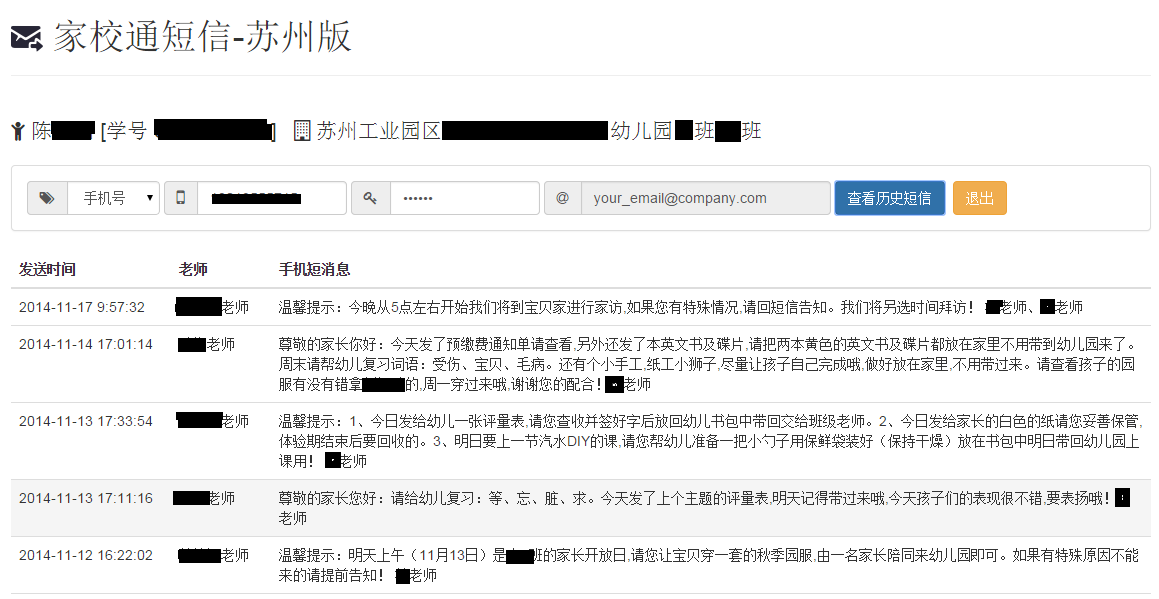 家校通短信-苏州版
陈 [学号 ] 苏州工业园区 幼儿园 班 班
手机号 •••••• @ your_email@company.com 查看历史短信 退出
发送时间 老师 手机短消息
2014-11-17 9:57:32 老师 温馨提示：今晚从5点左右开始我们将到宝贝家进行家访,如果您有特殊情况,请回短信告知。我们将另选时间拜访！ 老师、 老师
2014-11-14 17:01:14 老师 尊敬的家长你好：今天发了预缴费通知单请查看,另外还发了本英文书及碟片,请把两本黄色的英文书及碟片都放在家里不用带到幼儿园来了。
周末请帮幼儿复习词语：受伤、宝贝、毛病。还有个小手工,纸工小狮子,尽量让孩子自己完成哦,做好放在家里,不用带过来。请查看孩子的园
服有没有错拿 的,周一穿过来哦,谢谢您的配合！ 老师
2014-11-13 17:33:54 老师 温馨提示：1、今日发给幼儿一张评量表,请您查收并签好字后放回幼儿书包中带回交给班级老师。2、今日发给家长的白色的纸请您妥善保管,
体验期结束后要回收的。3、明日要上一节汽水DIY的课,请您帮幼儿准备一把小勺子用保鲜袋装好（保持干燥）放在书包中明日带回幼儿园上
课用！ 老师
2014-11-13 17:11:16 老师 尊敬的家长您好：请给幼儿复习：等、忘、脏、求。今天发了上个主题的评量表,明天记得带过来哦,今天孩子们的表现很不错,要表扬哦！
老师
2014-11-12 16:22:02 老师 温馨提示：明天上午（11月13日）是 班的家长开放日,请您让宝贝穿一套的秋季园服,由一名家长陪同来幼儿园即可。如果有特殊原因不能
来的请提前告知！ 老师